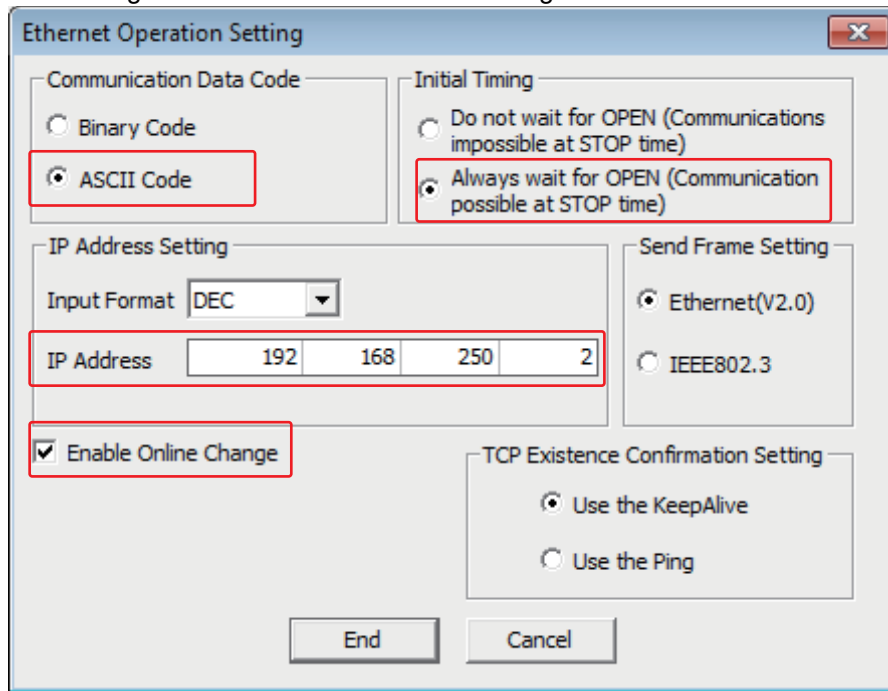 Ethernet Operation Setting
Communication Data Code
Binary Code
ASCII Code
Initial Timing
Do not wait for OPEN (Communications
impossible at STOP time)
Always wait for OPEN (Communication
possible at STOP time)
IP Address Setting
Input Format DEC
IP Address 192 168 250 2
Send Frame Setting
Ethernet(V2.0)
IEEE802.3
Enable Online Change
TCP Existence Confirmation Setting
Use the KeepAlive
Use the Ping
End Cancel